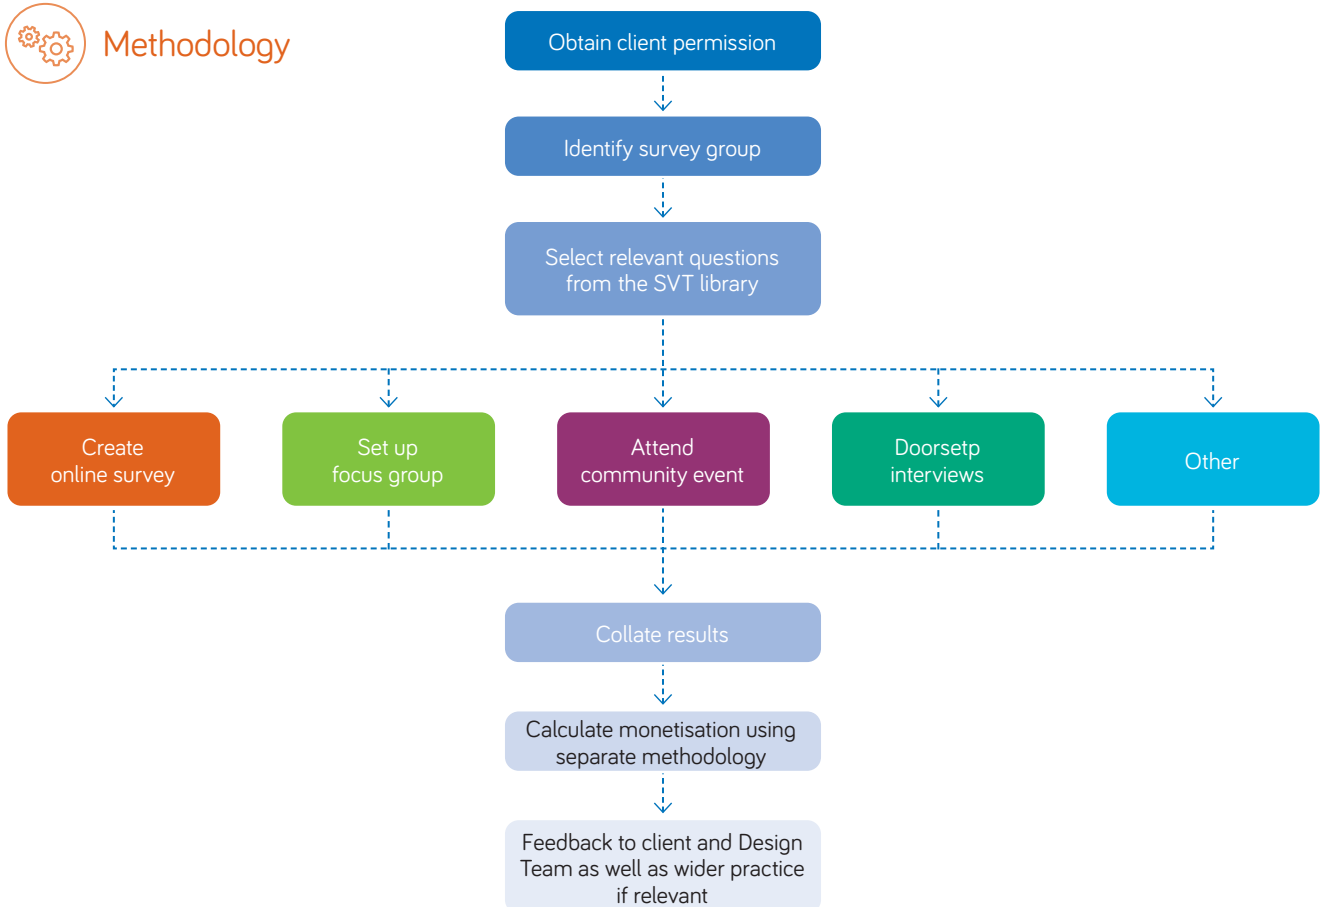 Methodology
Obtain client permission
Identify survey group
Select relevant questions
from the SVT library
Create
online survey
Set up
focus group
Attend
community event
Doorsetp
interviews
Other
Collate results
Calculate monetisation using
separate methodology
Feedback to client and Design
Team as well as wider practice
if relevant